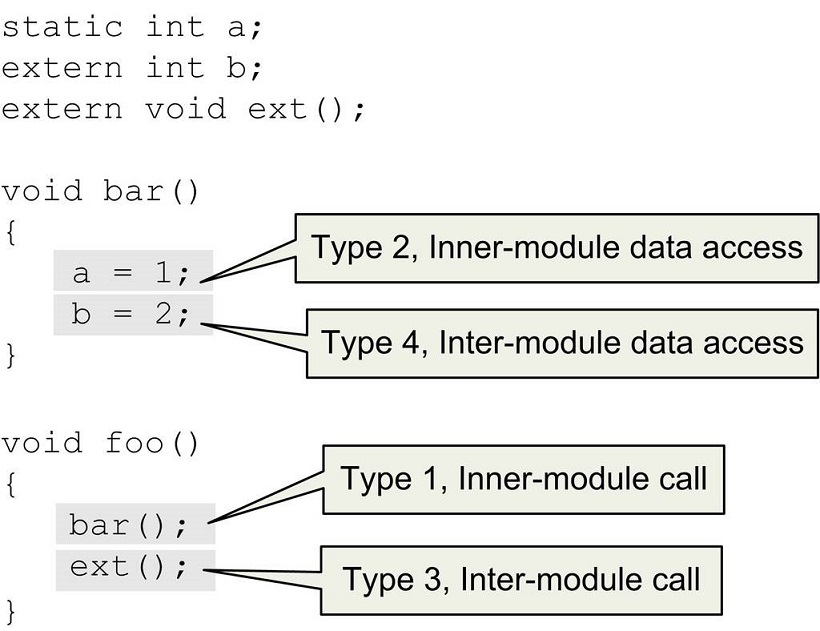 static int a;
extern int b;
extern void ext();
void bar()
{
a = 1;
Type 2, Inner-module data access
b = 2;
Type 4, Inter-module data access
}
void foo()
{
bar();
Type 1, Inner-module call
ext();
Type 3, Inter-module call
}